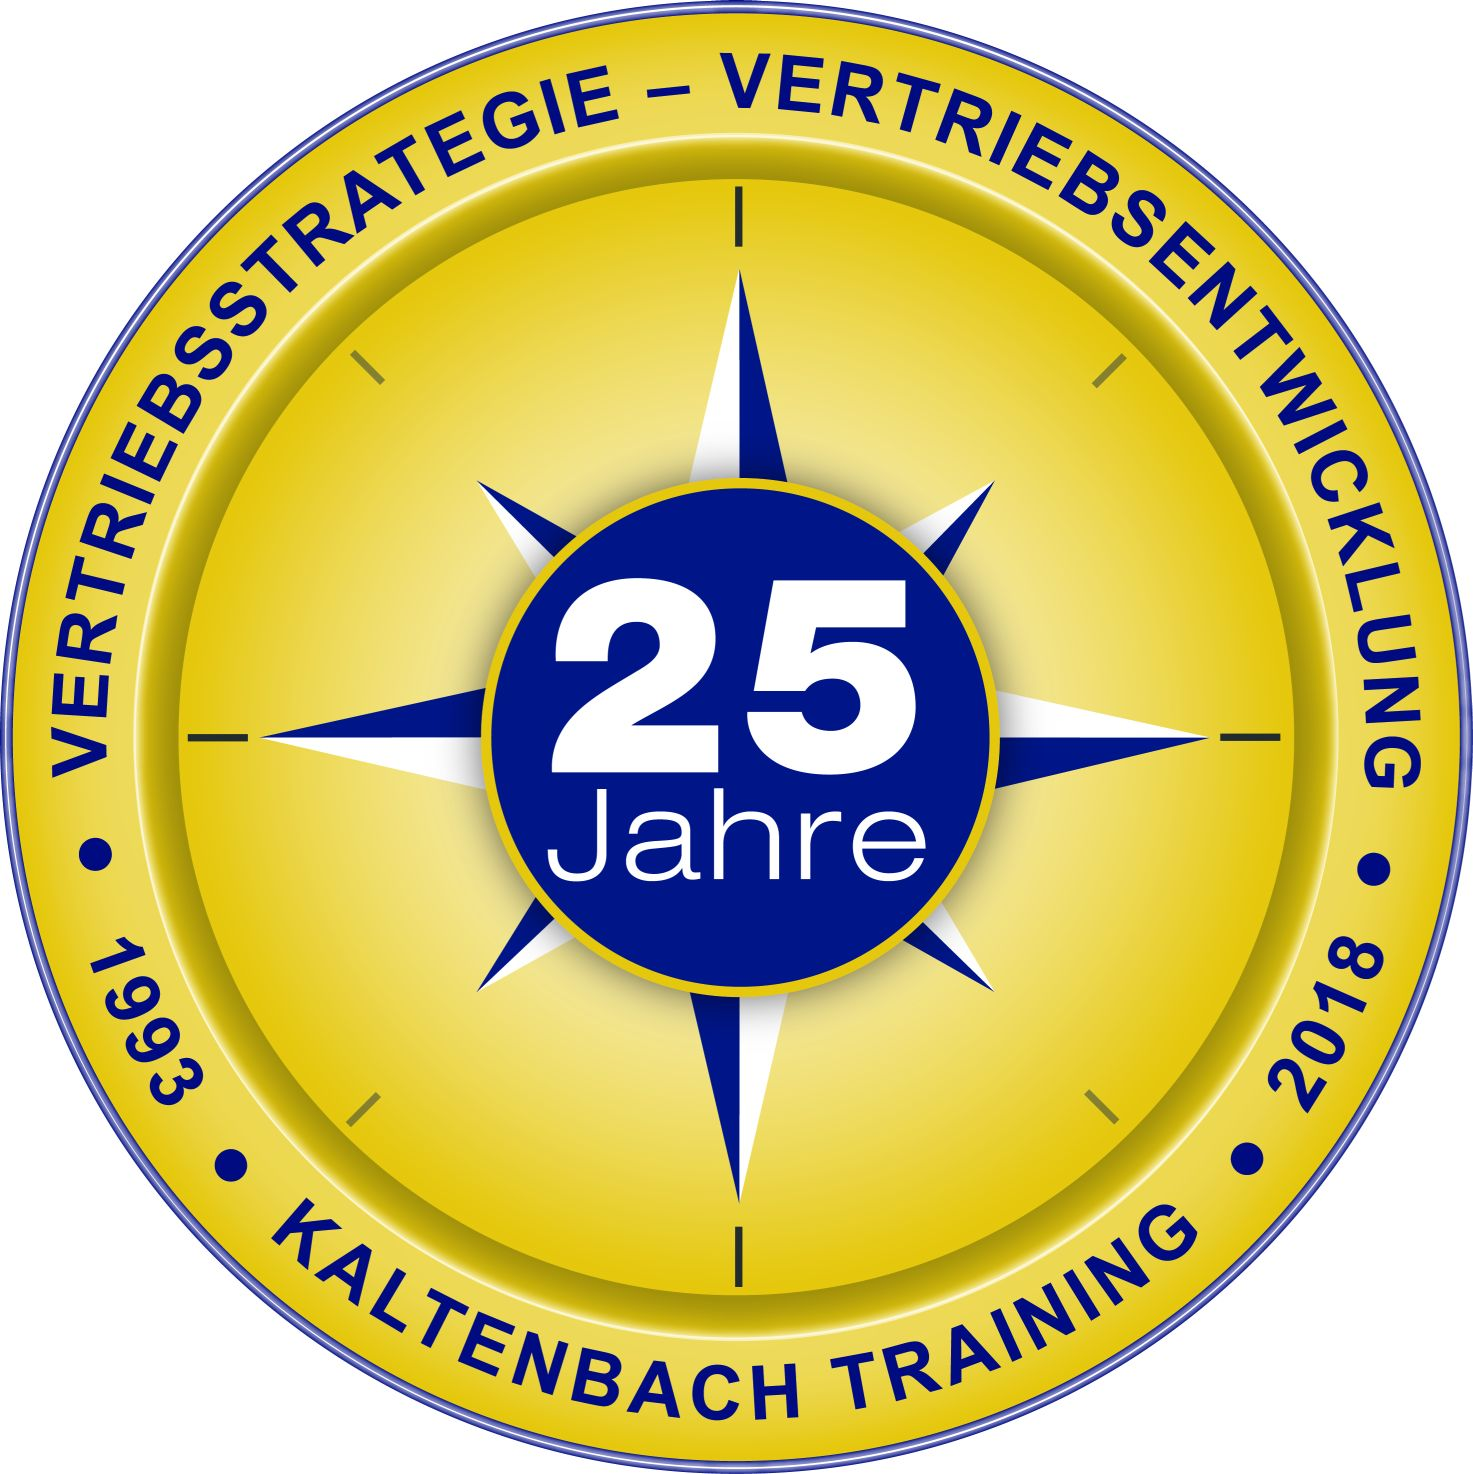 VERTRIEBSSTRATEGIE – VERTRIEBSENTWICKLUNG
25
Jahre
• 1993 • KALTENBACH TRAINING • 2018 •